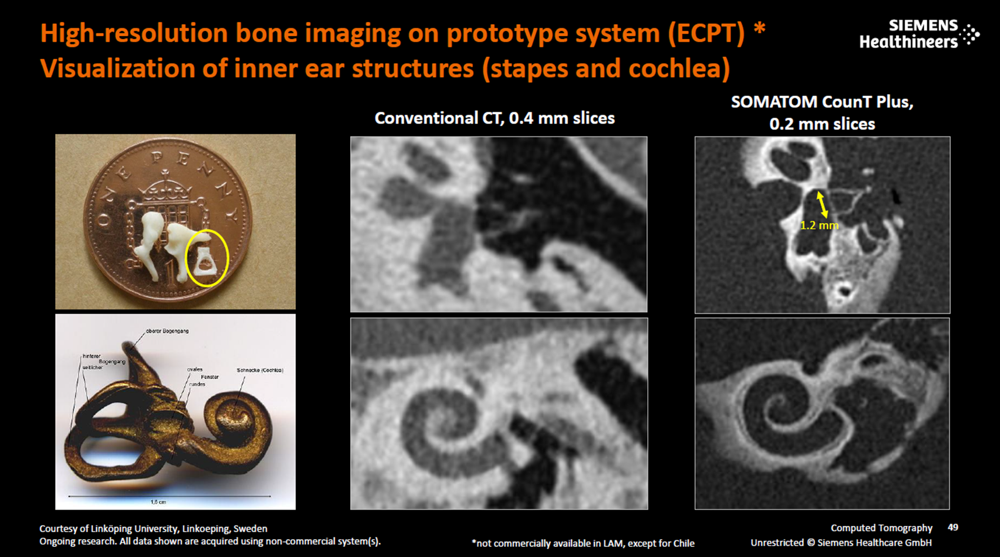 High-resolution bone imaging on prototype system (ECPT) *
Visualization of inner ear structures (stapes and cochlea)
SIEMENS
Healthineers
Conventional CT, 0.4 mm slices
SOMATOM CounT Plus,
0.2 mm slices
ONE PENNY
1
1.2 mm
oberer Bogengang
hinterer
Bogengang
seitlicher
ovales
Fenster
rundes
Schnecke (Cochlea)
1,6 cm
Courtesy of Linköping University, Linkoeping, Sweden
Ongoing research. All data shown are acquired using non-commercial system(s).
*not commercially available in LAM, except for Chile
Computed Tomography 49
Unrestricted © Siemens Healthcare GmbH